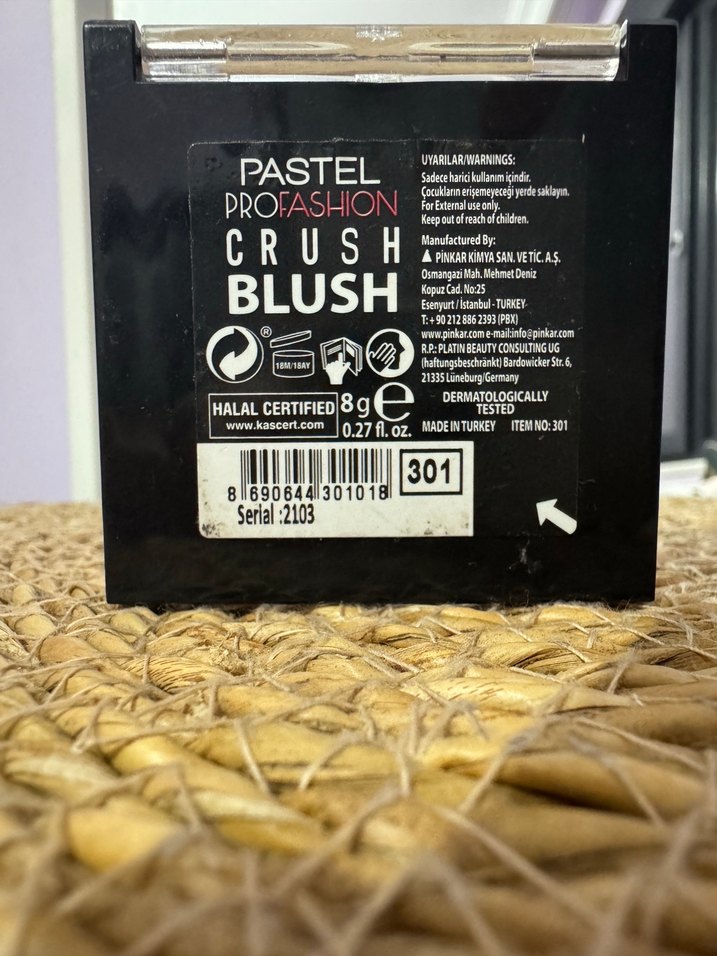 PASTEL
PROFASHION
CRUSH
BLUSH
®
18M/18AY
HALAL CERTIFIED
www.kascert.com
8g e
0.27 fl. oz.
8 690644 301018
301
Serial :2103
UYARILAR/WARNINGS:
Sadece harici kullanım içindir.
Çocukların erişemeyeceği yerde saklayın.
For External use only.
Keep out of reach of children.
Manufactured By:
PİNKAR KİMYA SAN. VE TİC. A.Ş.
Osmangazi Mah. Mehmet Deniz
Kopuz Cad. No:25
Esenyurt / İstanbul - TURKEY
T: + 90 212 886 2393 (PBX)
www.pinkar.com e-mail:info@pinkar.com
R.P.: PLATIN BEAUTY CONSULTING UG
(haftungsbeschränkt) Bardowicker Str. 6,
21335 Lüneburg/Germany
DERMATOLOGICALLY
TESTED
MADE IN TURKEY ITEM NO: 301